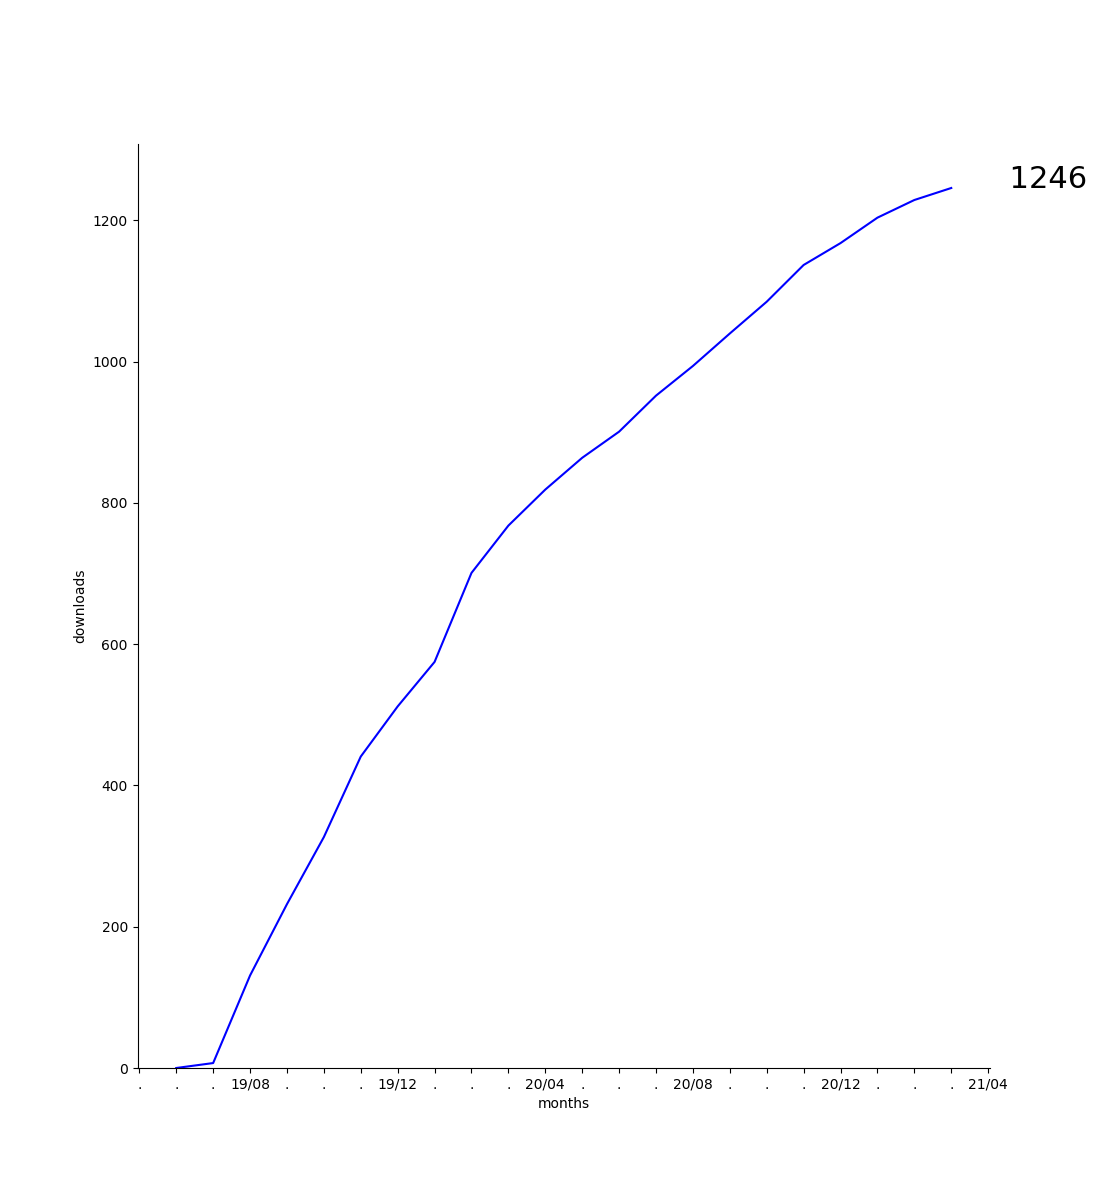 1246
1200
1000
800
600
400
200
0
downloads
. . . 19/08 . . . 19/12 . . . 20/04 . . . 20/08 . . . 20/12 . . . 21/04
months